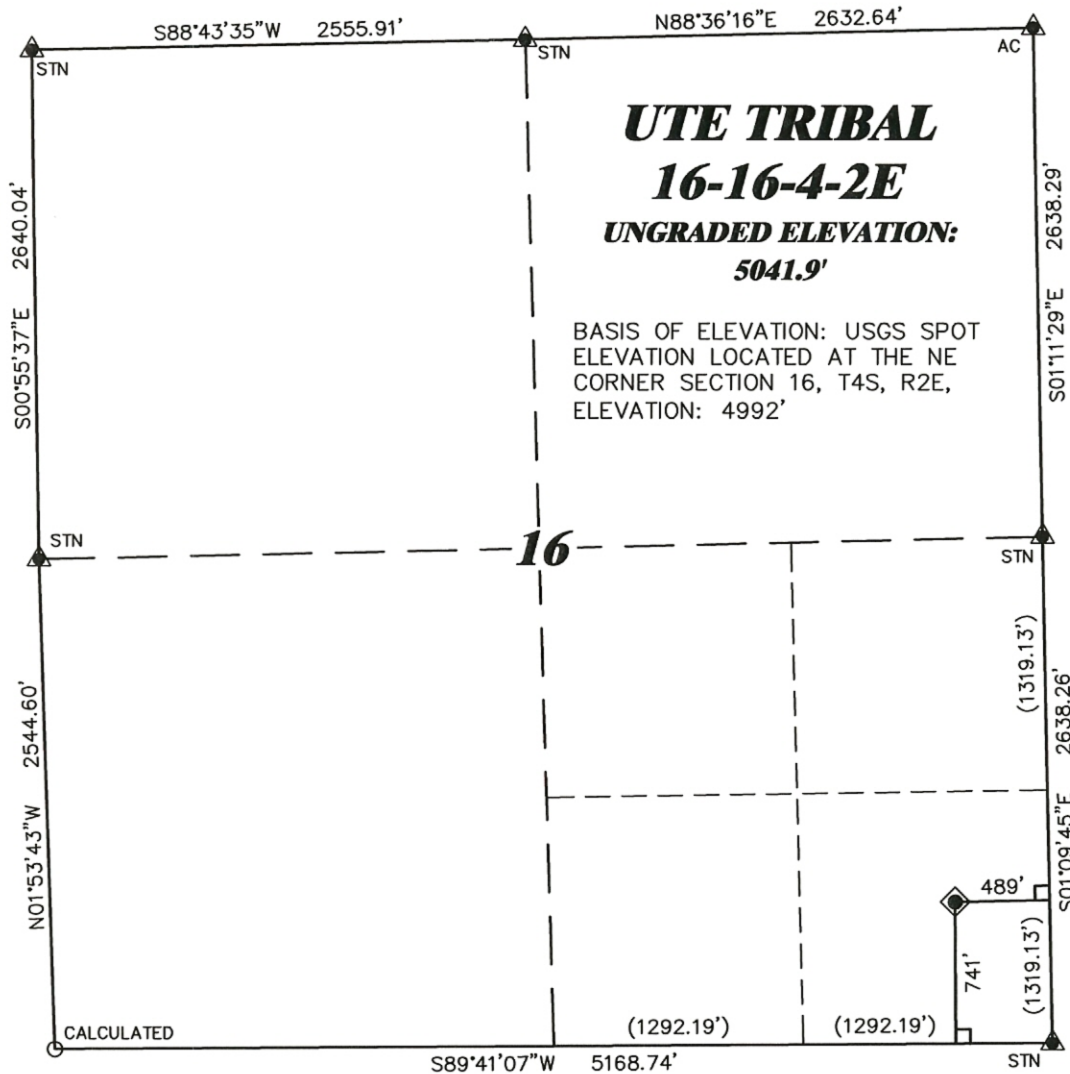 S88°43'35"W 2555.91'
N88°36'16"E 2632.64'
STN
STN
AC
UTE TRIBAL
16-16-4-2E
UNGRADED ELEVATION:
5041.9'
BASIS OF ELEVATION: USGS SPOT
ELEVATION LOCATED AT THE NE
CORNER SECTION 16, T4S, R2E,
ELEVATION: 4992'
S00°55'37"E 2640.04'
S01°11'29"E 2638.29'
STN
16
STN
(1319.13')
N01°53'43"W 2544.60'
S01°09'45"E 2638.26'
489'
741'
(1319.13')
CALCULATED
(1292.19')
(1292.19')
S89°41'07"W 5168.74'
STN